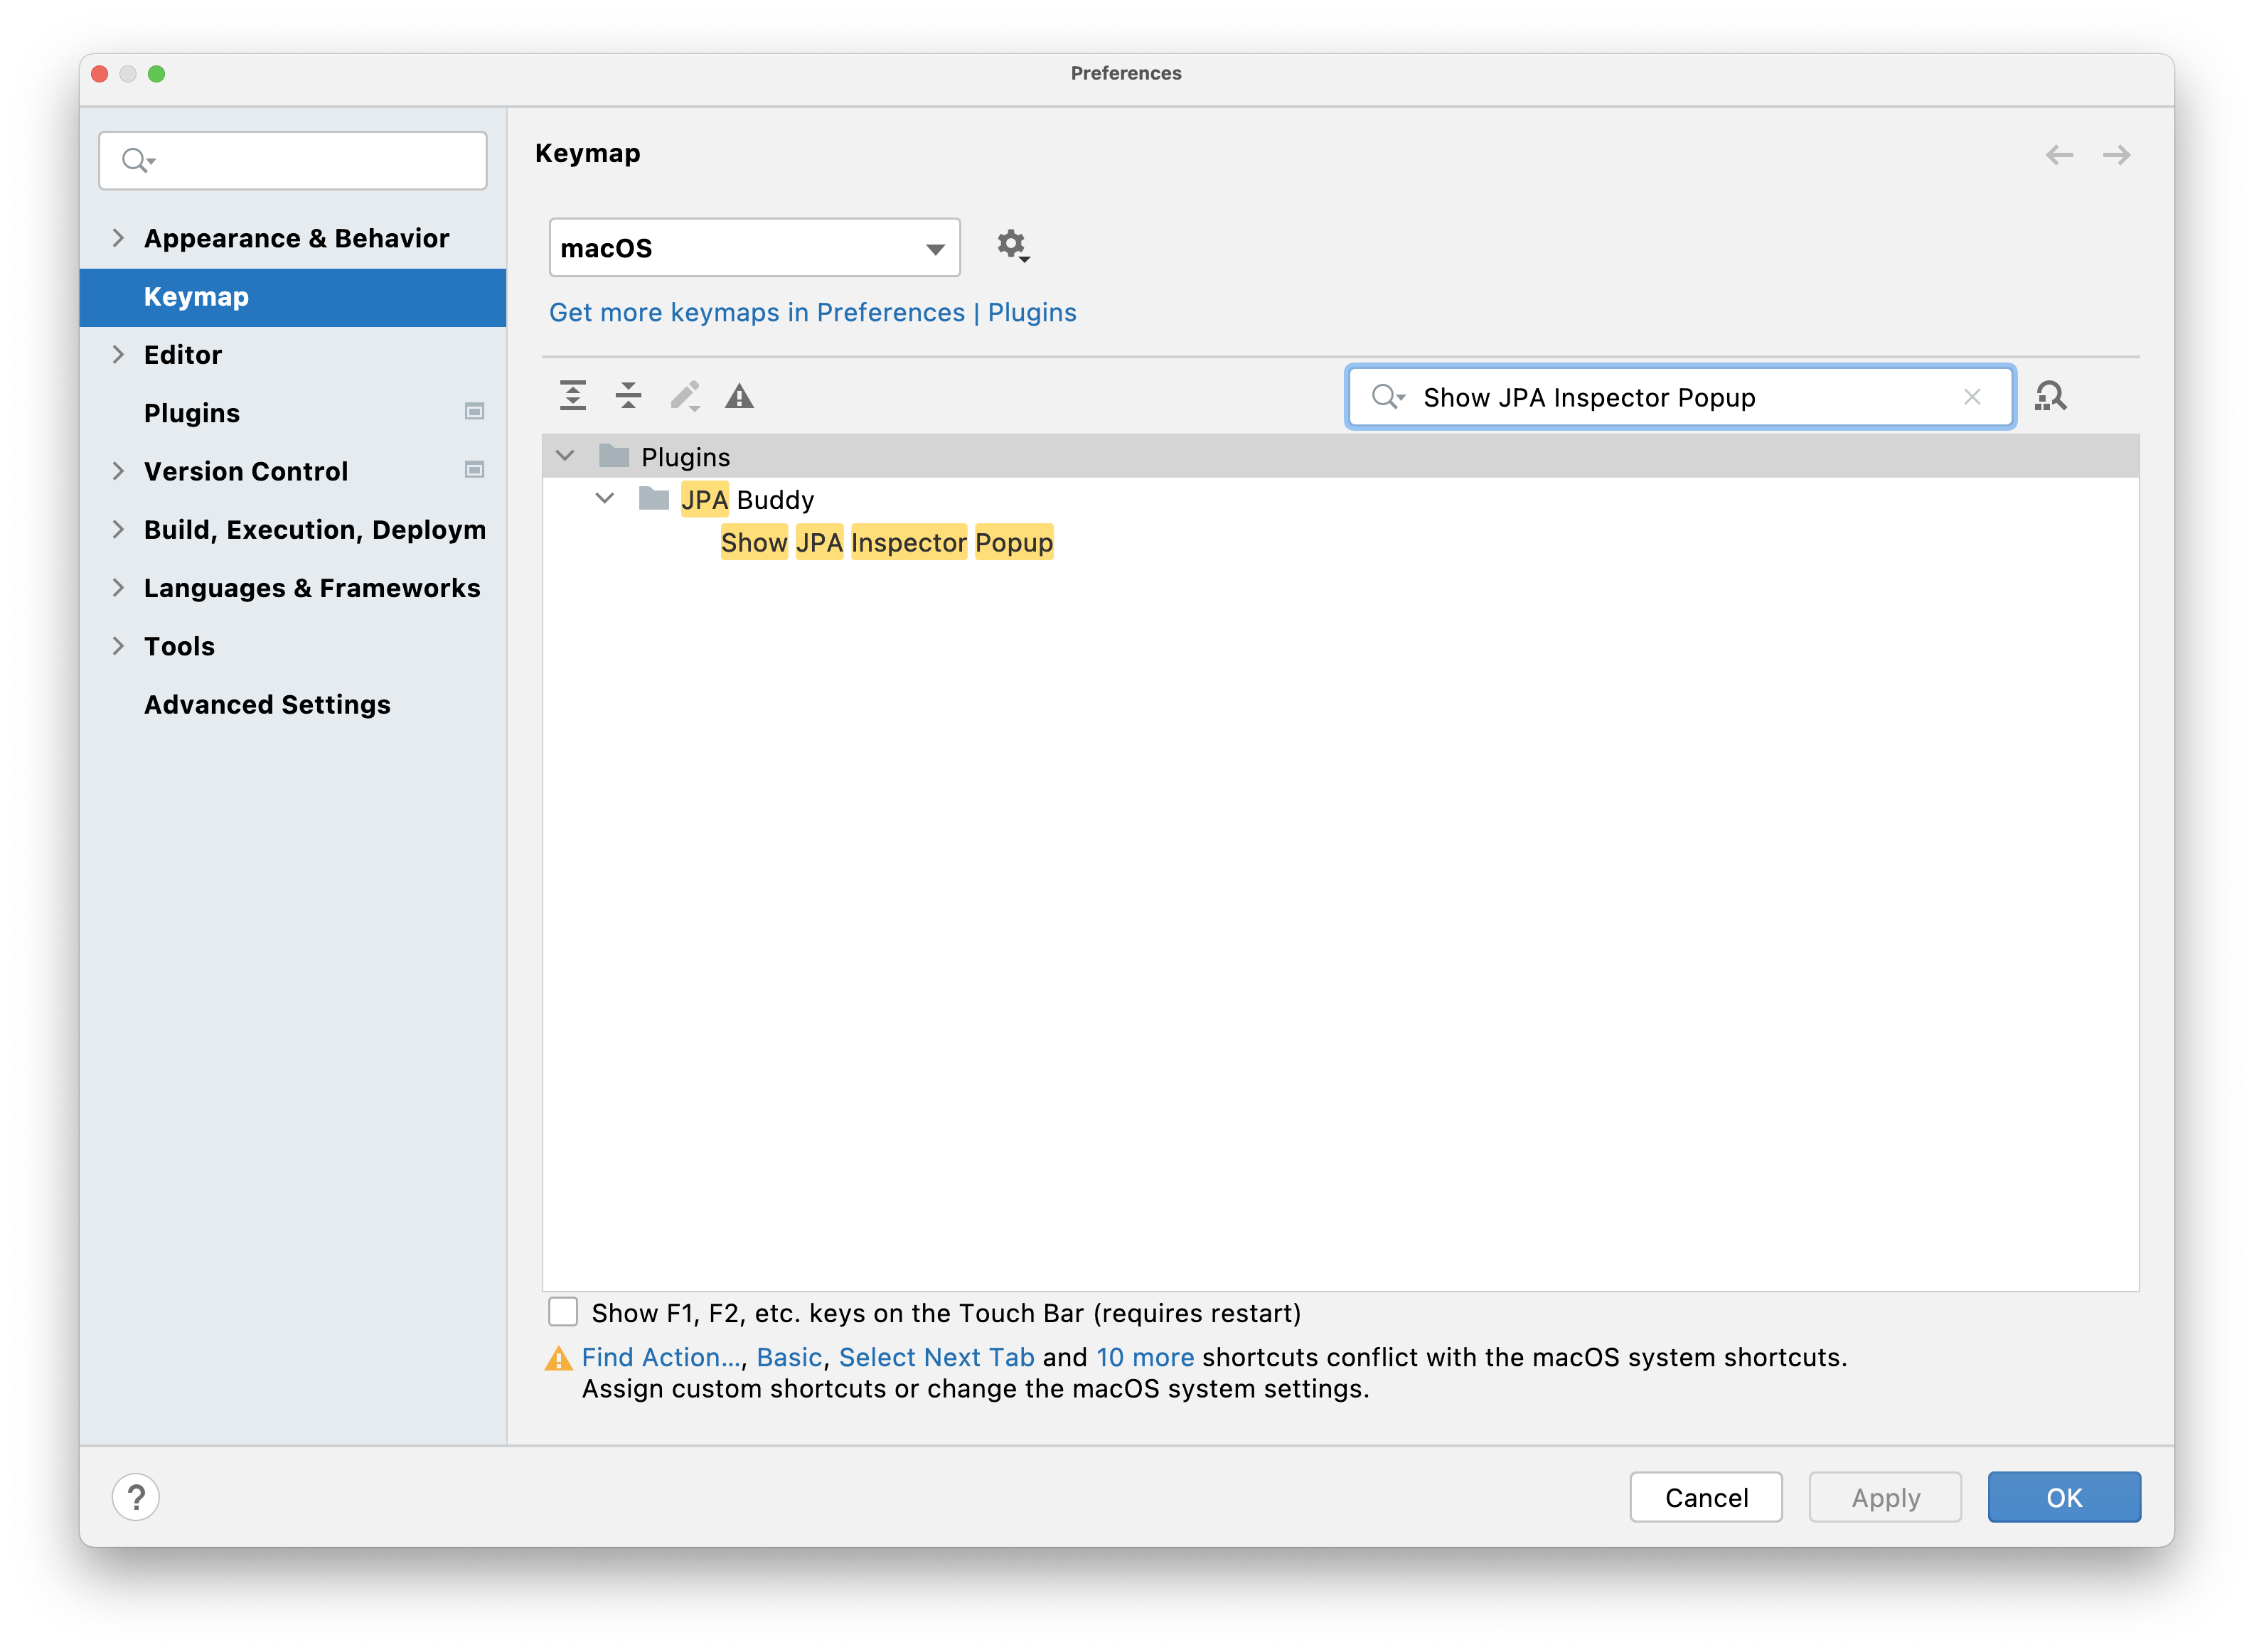 Preferences
Appearance & Behavior
Keymap
Editor
Plugins
Version Control
Build, Execution, Deploym
Languages & Frameworks
Tools
Advanced Settings
Keymap
macOS
Get more keymaps in Preferences | Plugins
Show JPA Inspector Popup
Plugins
JPA Buddy
Show JPA Inspector Popup
Show F1, F2, etc. keys on the Touch Bar (requires restart)
Find Action..., Basic, Select Next Tab and 10 more shortcuts conflict with the macOS system shortcuts.
Assign custom shortcuts or change the macOS system settings.
?
Cancel
Apply
OK